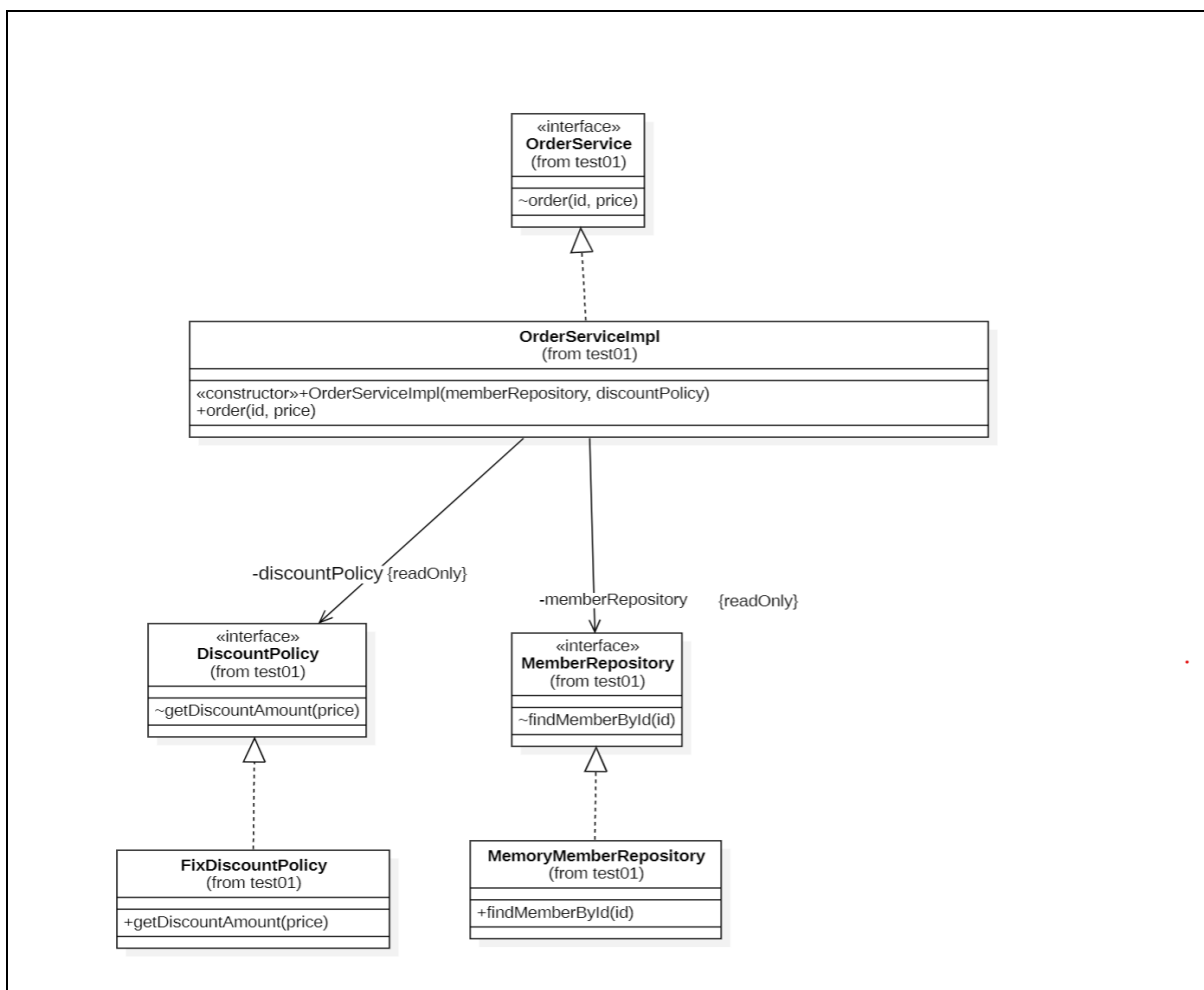 «interface»
OrderService
(from test01)
~order(id, price)
OrderServiceImpl
(from test01)
«constructor»+OrderServiceImpl(memberRepository, discountPolicy)
+order(id, price)
-discountPolicy {readOnly}
-memberRepository {readOnly}
«interface»
DiscountPolicy
(from test01)
~getDiscountAmount(price)
«interface»
MemberRepository
(from test01)
~findMemberById(id)
FixDiscountPolicy
(from test01)
+getDiscountAmount(price)
MemoryMemberRepository
(from test01)
+findMemberById(id)